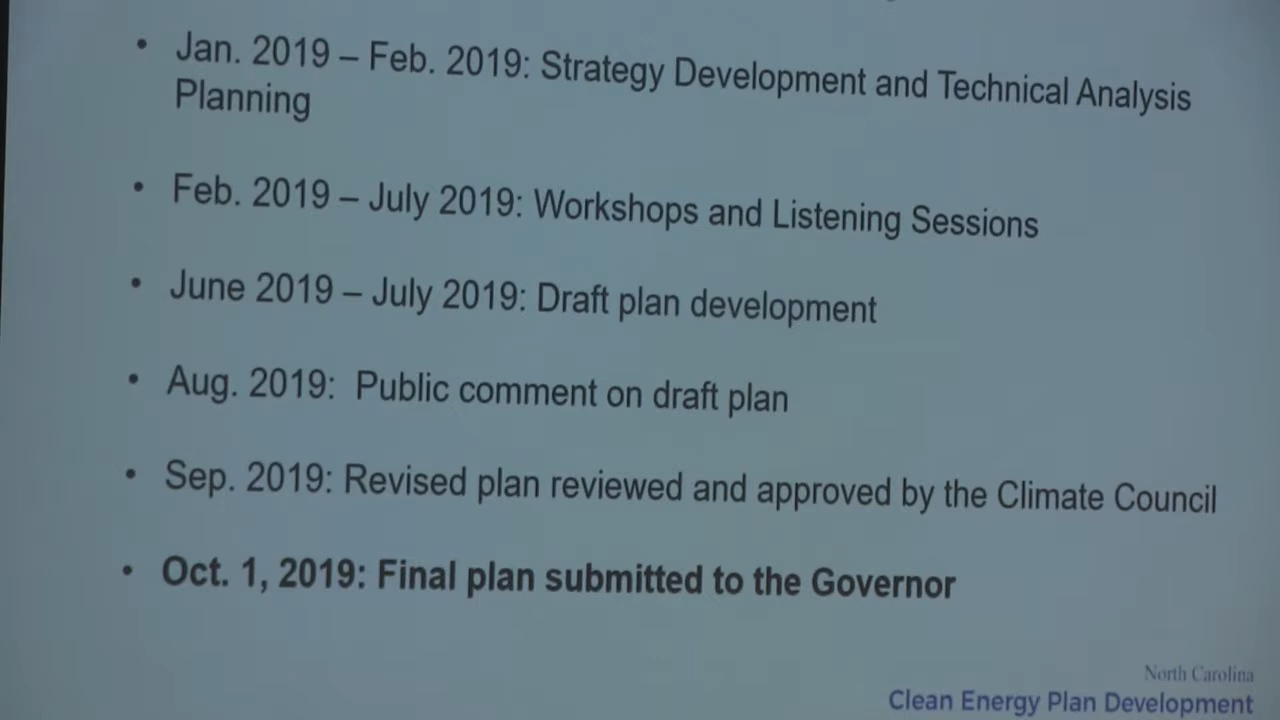 • Jan. 2019 – Feb. 2019: Strategy Development and Technical Analysis
Planning
• Feb. 2019 – July 2019: Workshops and Listening Sessions
• June 2019 – July 2019: Draft plan development
• Aug. 2019: Public comment on draft plan
• Sep. 2019: Revised plan reviewed and approved by the Climate Council
• Oct. 1, 2019: Final plan submitted to the Governor
North Carolina
Clean Energy Plan Development